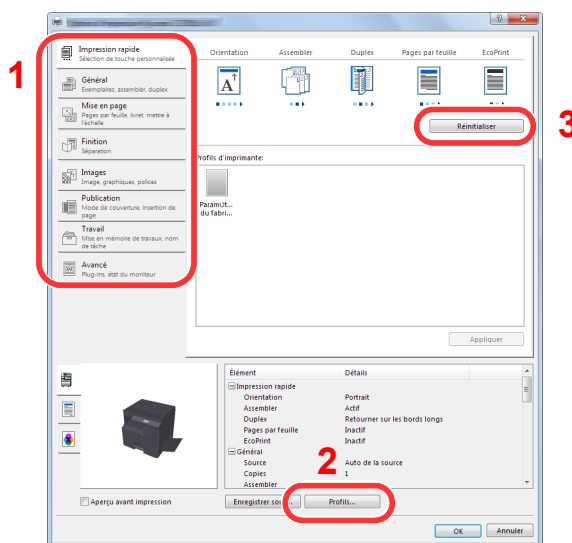 1
Impression rapide
Sélection de touche personnalisée
Général
Exemplaires, assembler, duplex
Mise en page
Pages par feuille, livret, mettre à
l'échelle
Finition
Séparation
Images
Image, graphiques, polices
Publication
Mode de couverture, insertion de
page
Travail
Mise en mémoire de travaux, nom
de tâche
Avancé
Plug-ins, état du moniteur
Orientation Assembler Duplex Pages par feuille EcoPrint
A
Réinitialiser
3
Profils d'imprimante:
ParamUt...
du fabri...
Appliquer
Élément Détails
Impression rapide
Orientation Portrait
Assembler Actif
Duplex Retourner sur les bords longs
Pages par feuille Inactif
EcoPrint Inactif
Général
Source Auto de la source
Copies 1
Assembler
2
Aperçu avant impression
Enregistrer sou... Profils...
OK Annuler